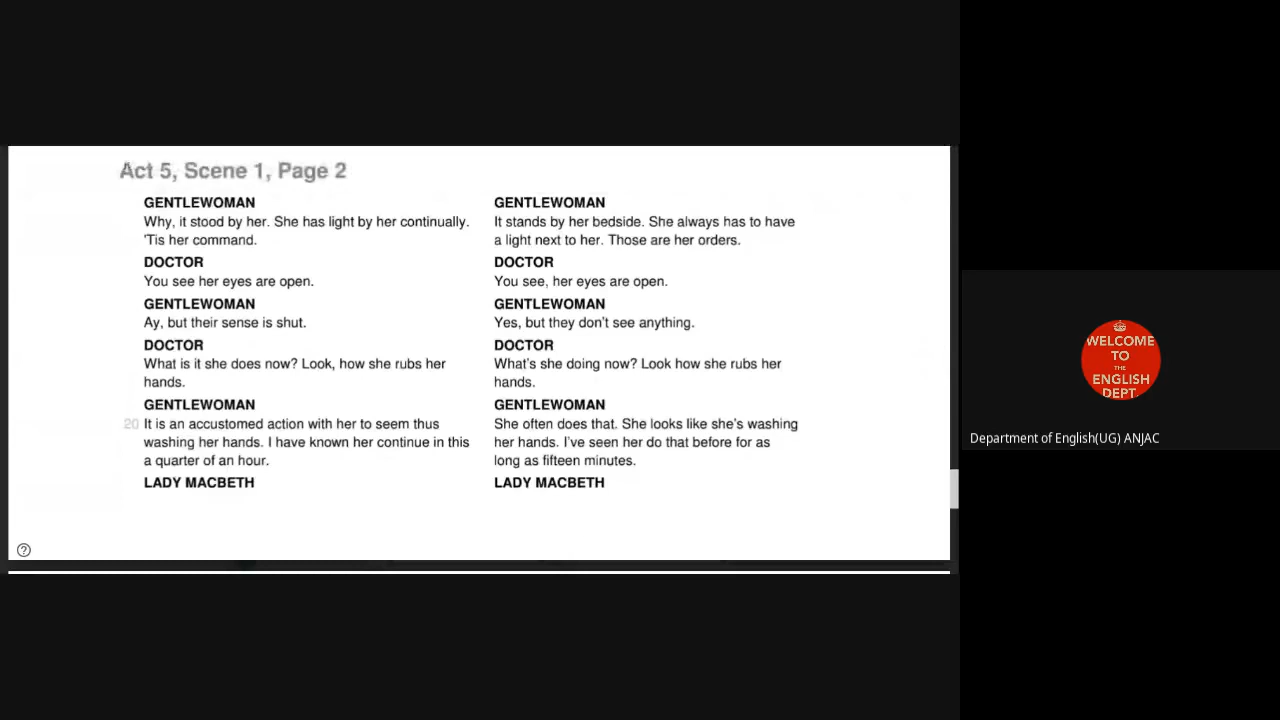 Act 5, Scene 1, Page 2
GENTLEWOMAN
Why, it stood by her. She has light by her continually.
'Tis her command.
DOCTOR
You see her eyes are open.
GENTLEWOMAN
Ay, but their sense is shut.
DOCTOR
What is it she does now? Look, how she rubs her
hands.
GENTLEWOMAN
20 It is an accustomed action with her to seem thus
washing her hands. I have known her continue in this
a quarter of an hour.
LADY MACBETH
GENTLEWOMAN
It stands by her bedside. She always has to have
a light next to her. Those are her orders.
DOCTOR
You see, her eyes are open.
GENTLEWOMAN
Yes, but they don't see anything.
DOCTOR
What's she doing now? Look how she rubs her
hands.
GENTLEWOMAN
She often does that. She looks like she's washing
her hands. I've seen her do that before for as
long as fifteen minutes.
LADY MACBETH
?
WELCOME
TO
THE
ENGLISH
DEPT.
Department of English(UG) ANJAC